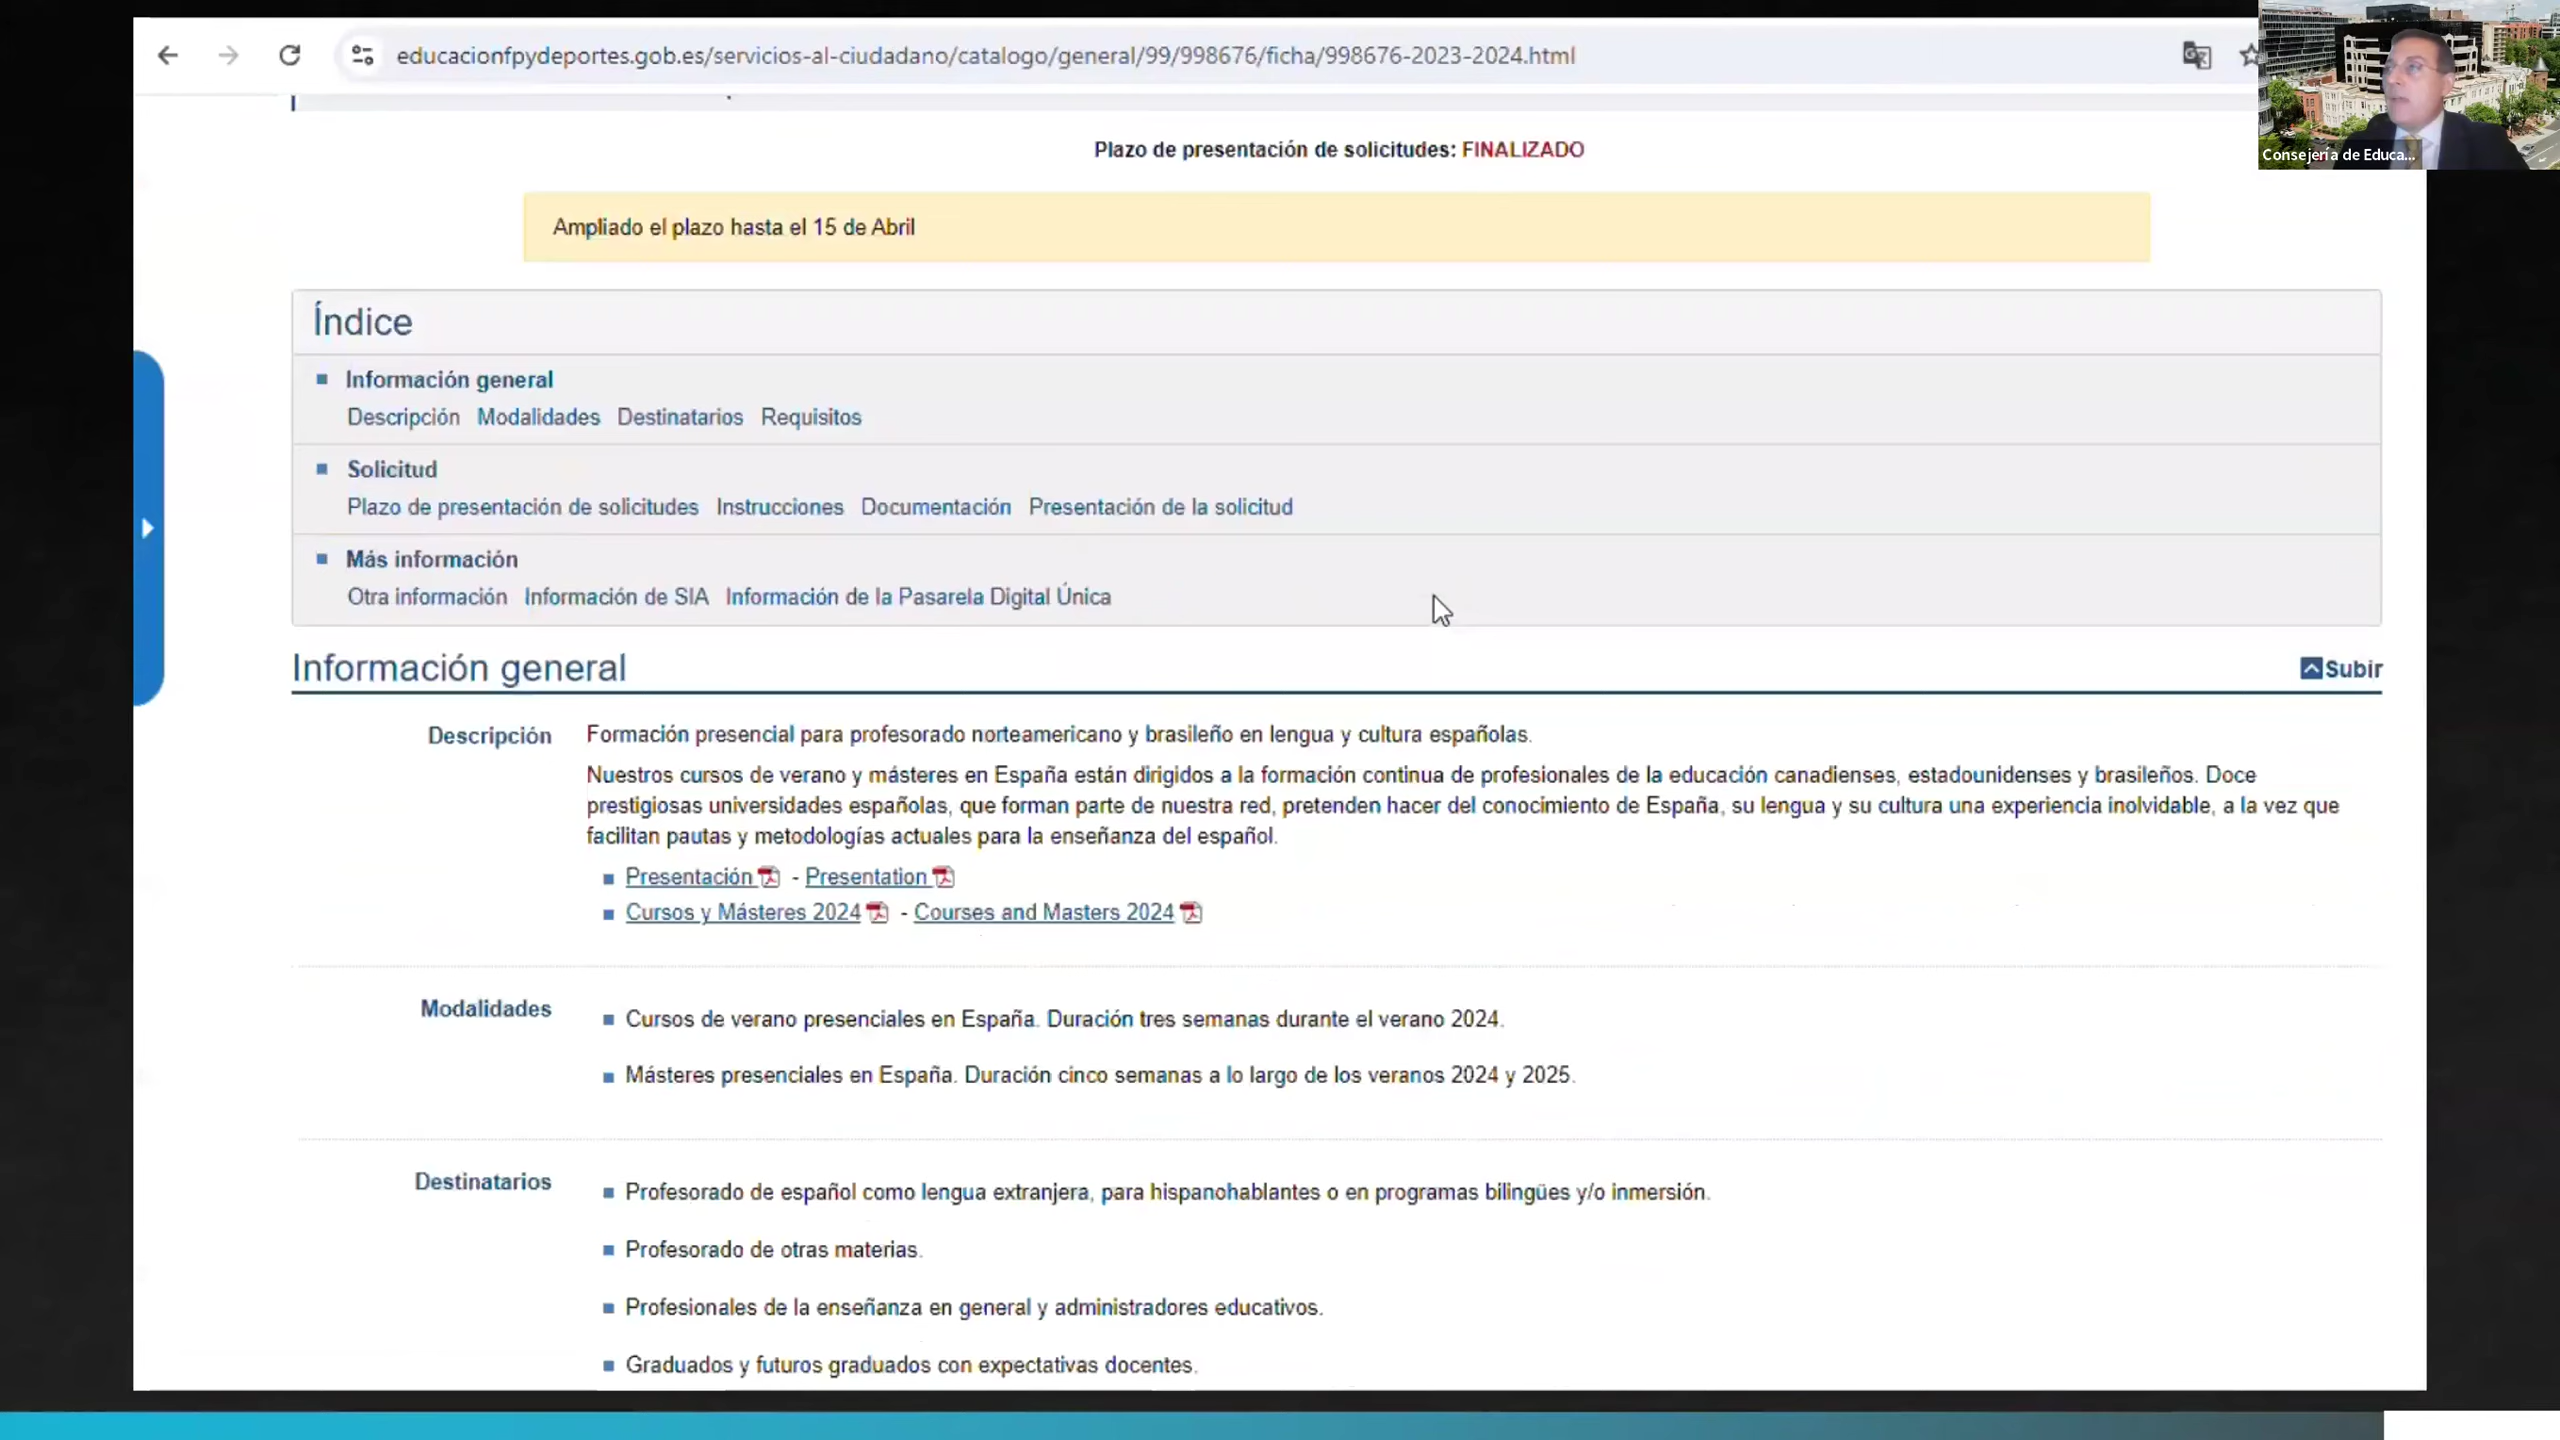 educacionfpydeportes.gob.es/servicios-al-ciudadano/catalogo/general/99/998676/ficha/998676-2023-2024.html
Consejería de Educa...
Plazo de presentación de solicitudes: FINALIZADO
Ampliado el plazo hasta el 15 de Abril
Índice
Información general
Descripción Modalidades Destinatarios Requisitos
Solicitud
Plazo de presentación de solicitudes Instrucciones Documentación Presentación de la solicitud
Más información
Otra información Información de SIA Información de la Pasarela Digital Única
Información general Subir
Descripción Formación presencial para profesorado norteamericano y brasileño en lengua y cultura españolas.
Nuestros cursos de verano y másteres en España están dirigidos a la formación continua de profesionales de la educación canadienses, estadounidenses y brasileños. Doce
prestigiosas universidades españolas, que forman parte de nuestra red, pretenden hacer del conocimiento de España, su lengua y su cultura una experiencia inolvidable, a la vez que
facilitan pautas y metodologías actuales para la enseñanza del español.
Presentación - Presentation
Cursos y Másteres 2024 - Courses and Masters 2024
Modalidades Cursos de verano presenciales en España. Duración tres semanas durante el verano 2024.
Másteres presenciales en España. Duración cinco semanas a lo largo de los veranos 2024 y 2025.
Destinatarios Profesorado de español como lengua extranjera, para hispanohablantes o en programas bilingües y/o inmersión.
Profesorado de otras materias.
Profesionales de la enseñanza en general y administradores educativos.
Graduados y futuros graduados con expectativas docentes.